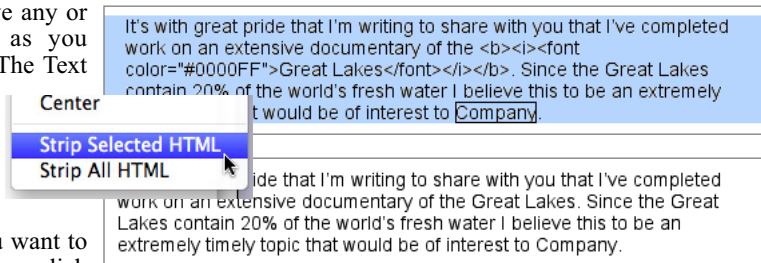 ve any or
as you
The Text
It's with great pride that I'm writing to share with you that I've completed
work on an extensive documentary of the <b><i><font
color="#0000FF">Great Lakes</font></i></b>. Since the Great Lakes
contain 20% of the world's fresh water I believe this to be an extremely
t would be of interest to Company.
Center
Strip Selected HTML
Strip All HTML
ide that I'm writing to share with you that I've completed
work on an extensive documentary of the Great Lakes. Since the Great
Lakes contain 20% of the world's fresh water I believe this to be an
extremely timely topic that would be of interest to Company.
want to